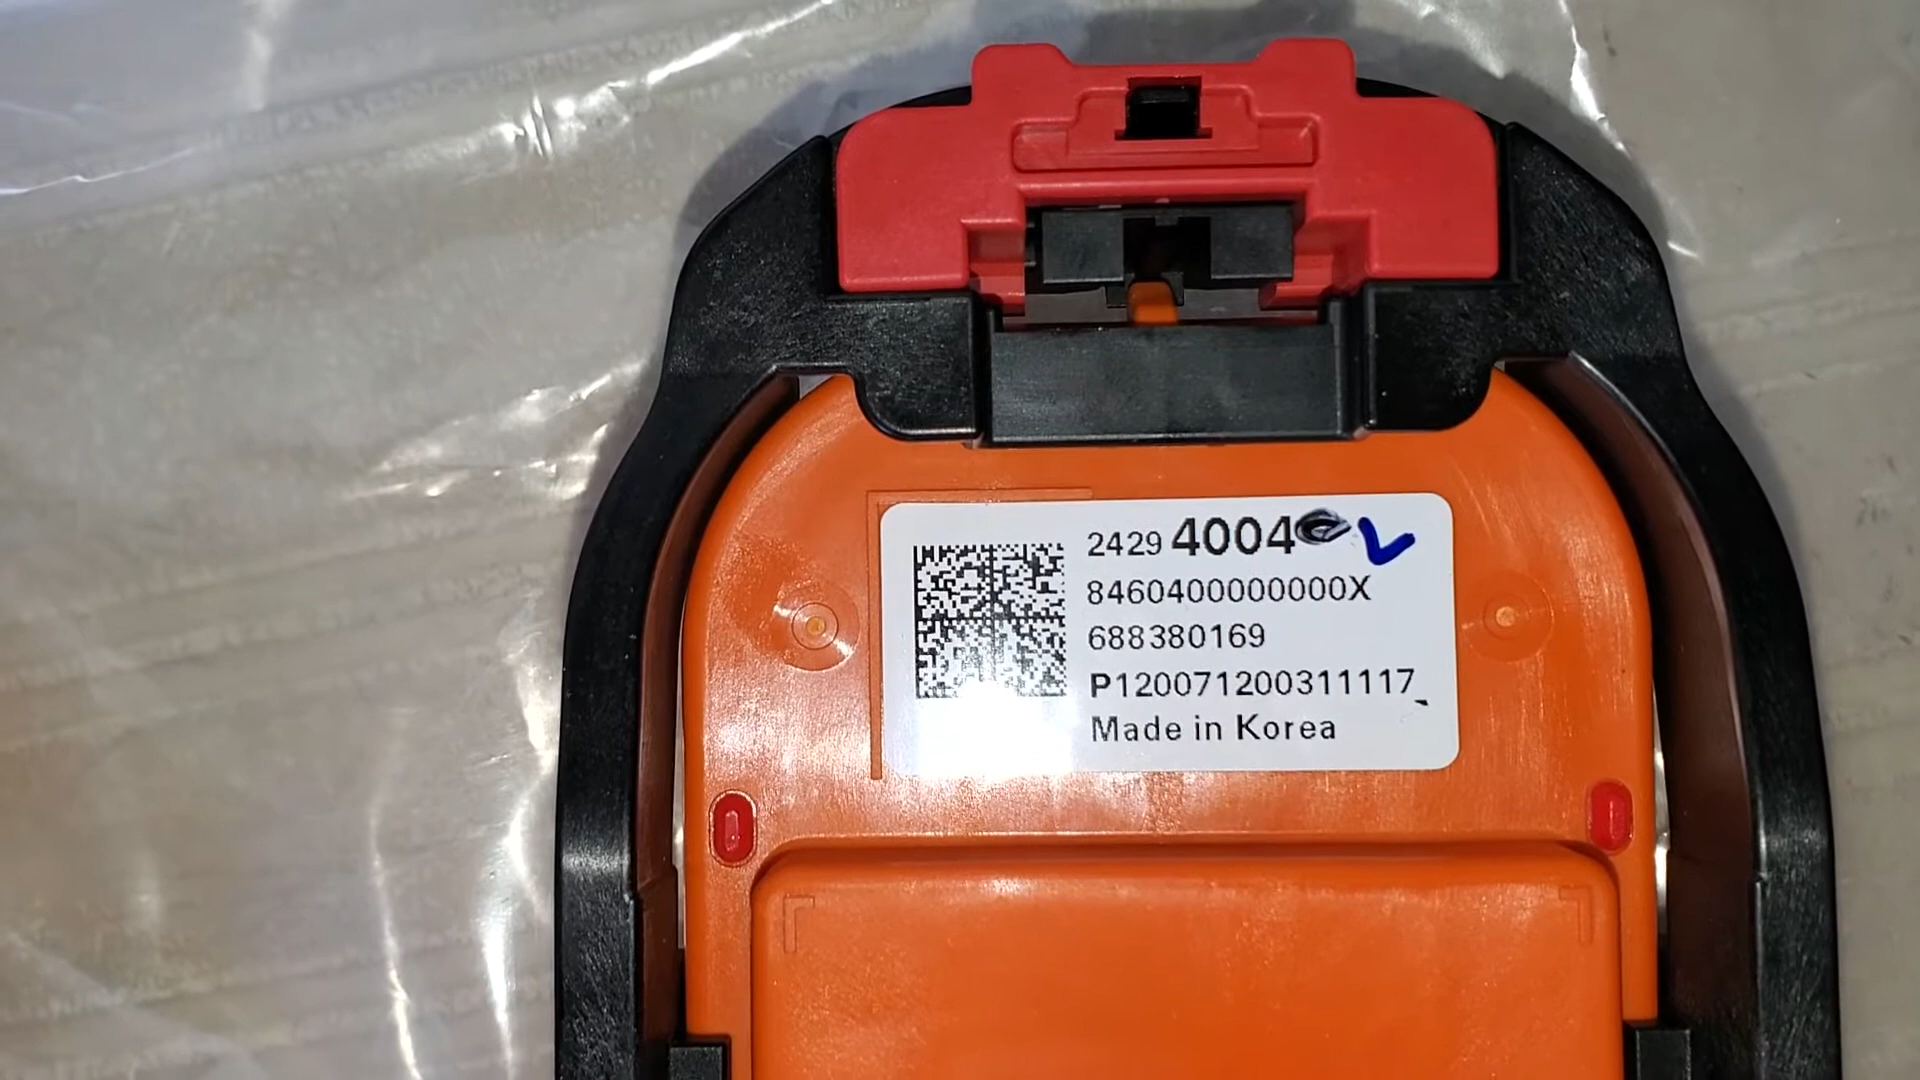 2429 4004
8460400000000X
688380169
P120071200311117
Made in Korea